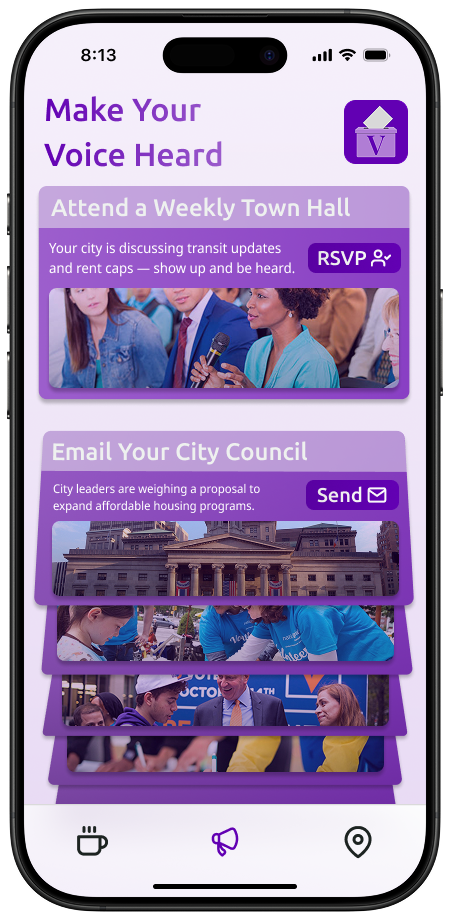 8:13
Make Your
Voice Heard
V
Attend a Weekly Town Hall
Your city is discussing transit updates
and rent caps — show up and be heard.
RSVP
Email Your City Council
City leaders are weighing a proposal to
expand affordable housing programs.
Send
OCTOBER 14TH